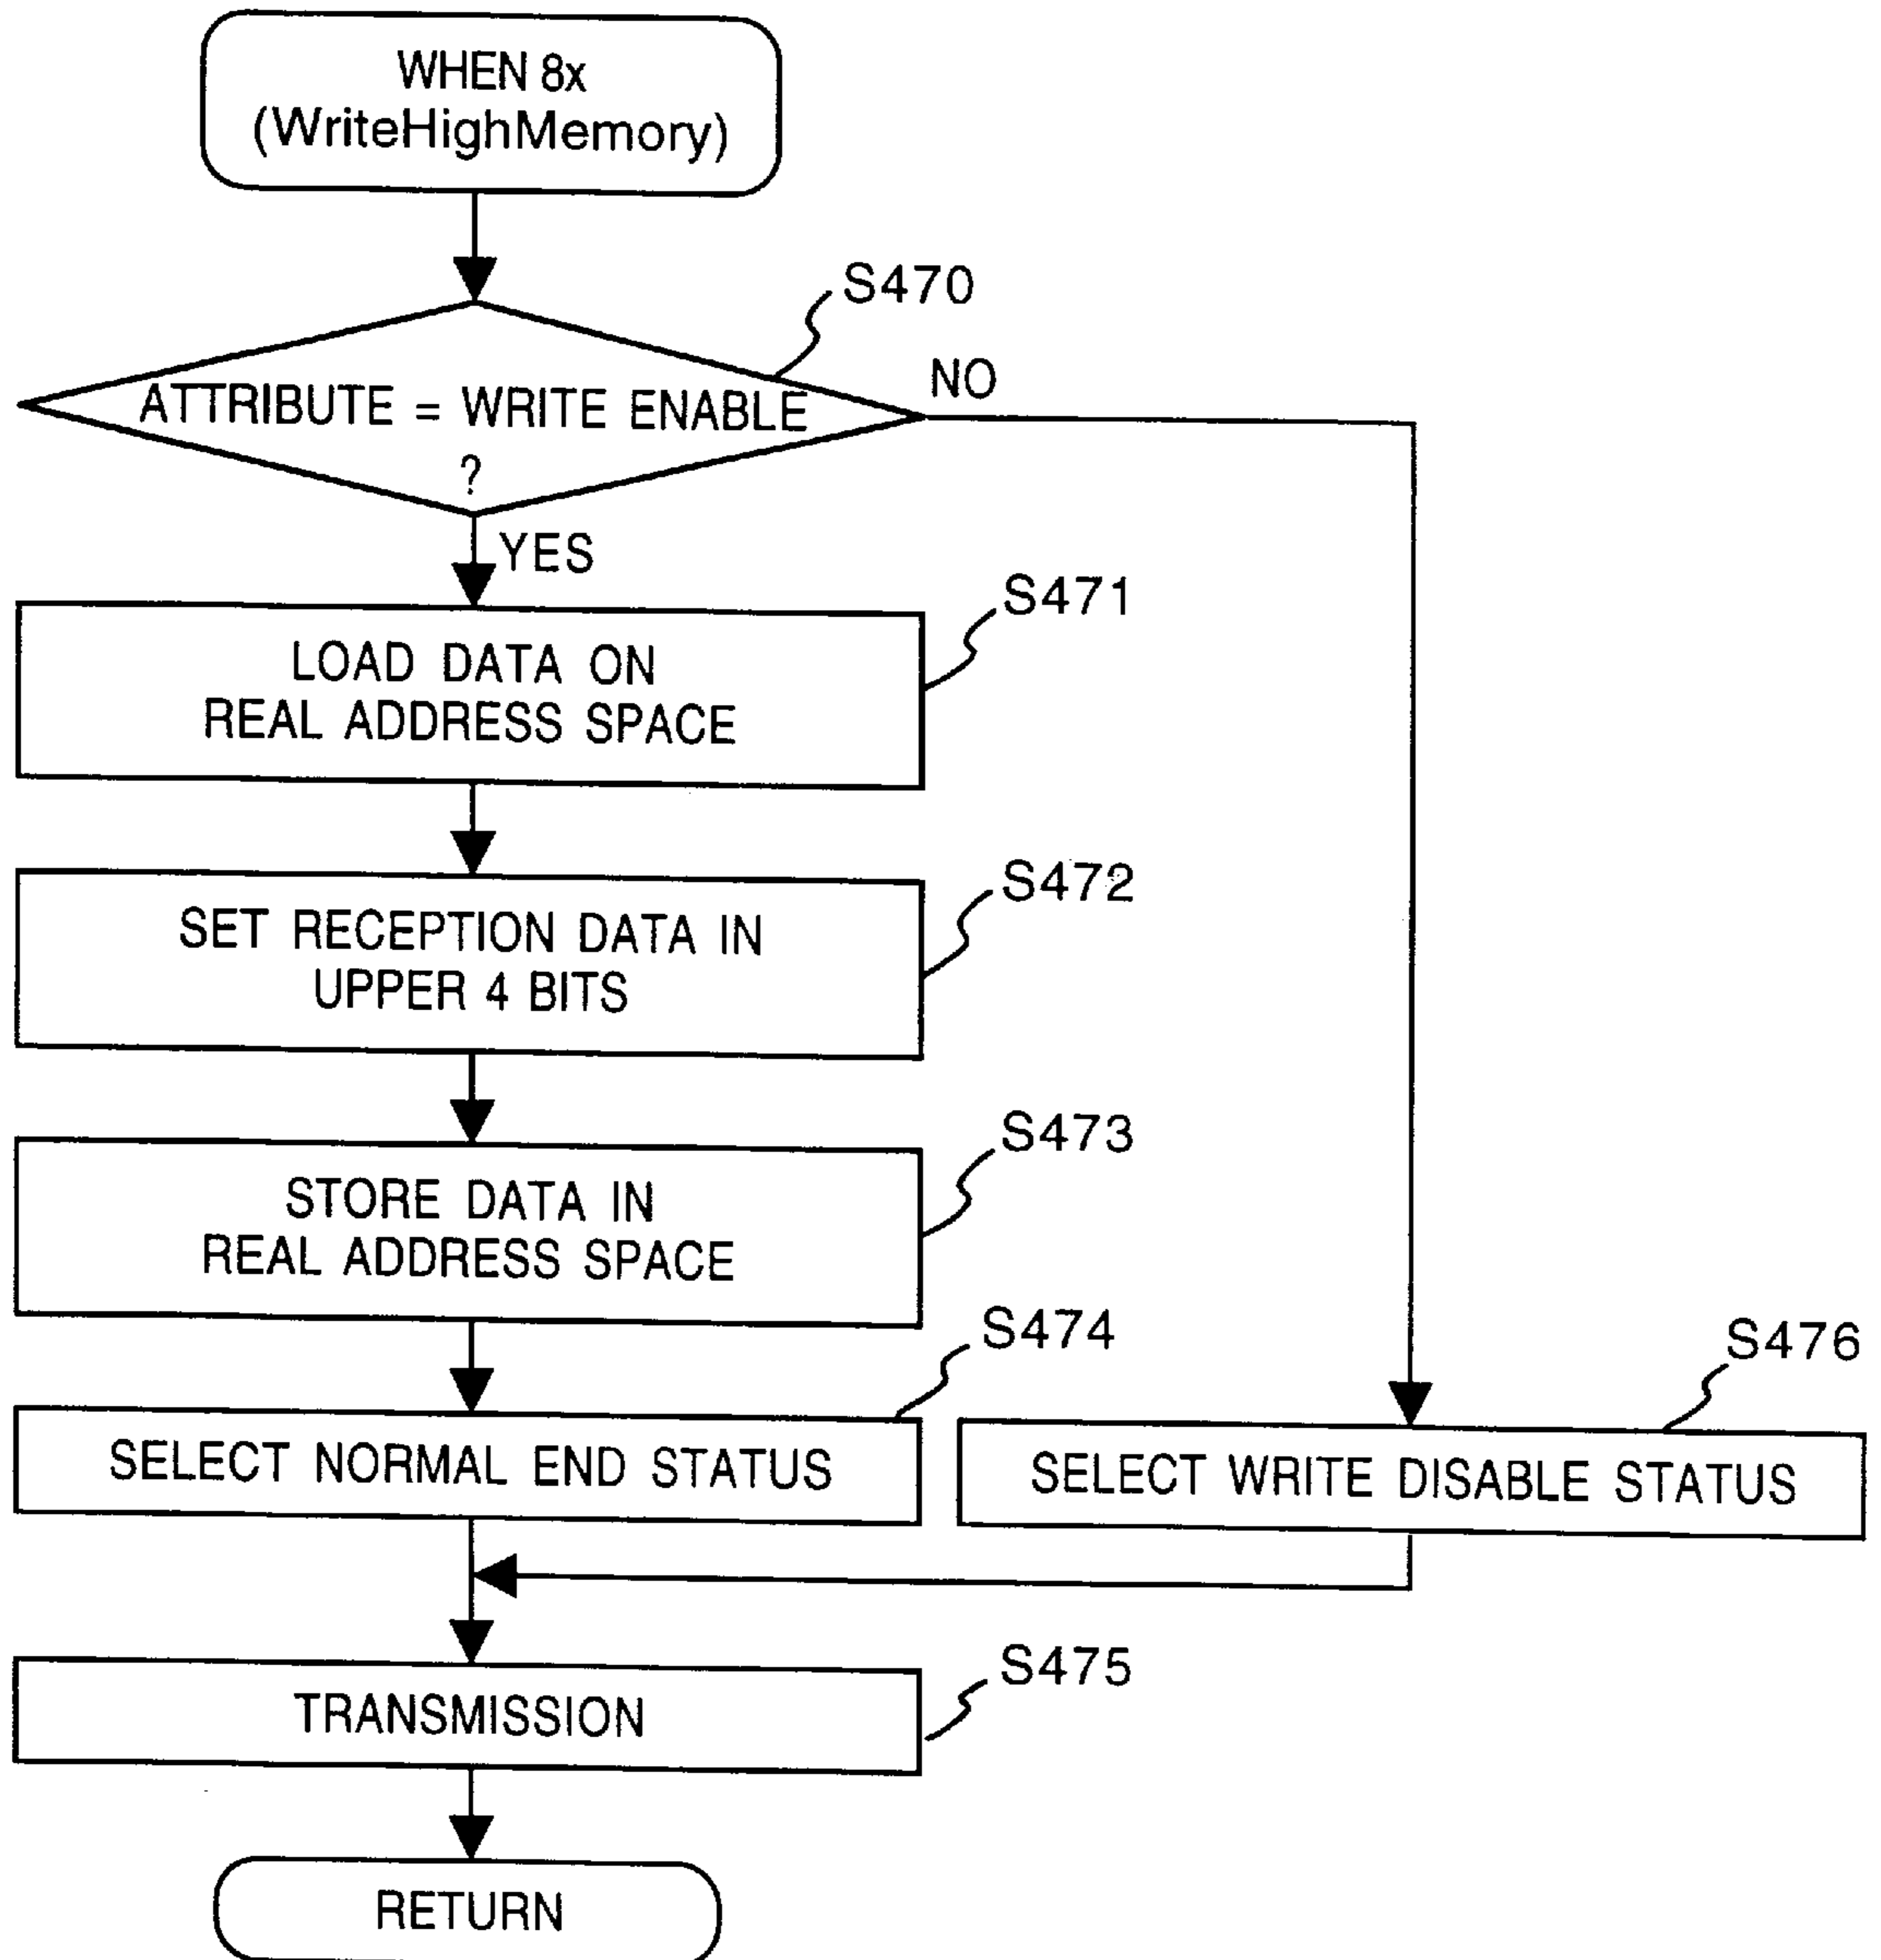 WHEN 8x
(WriteHighMemory)
S470
ATTRIBUTE = WRITE ENABLE
?
NO
YES
S471
LOAD DATA ON
REAL ADDRESS SPACE
S472
SET RECEPTION DATA IN
UPPER 4 BITS
S473
STORE DATA IN
REAL ADDRESS SPACE
S474
SELECT NORMAL END STATUS
S476
SELECT WRITE DISABLE STATUS
S475
TRANSMISSION
RETURN